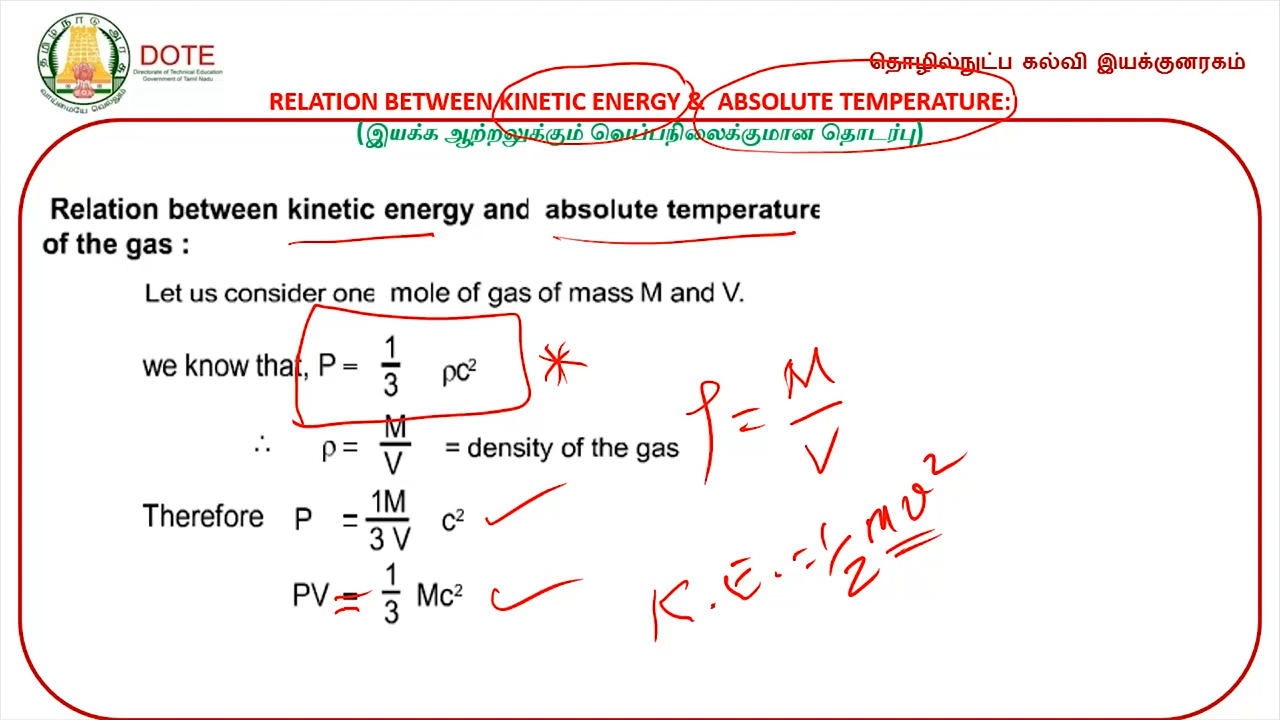 தமிழ்நாடு அரசு
வாய்மையே வெல்லும்
DOTE
Directorate of Technical Education
Government of Tamil Nadu
தொழில்நுட்ப கல்வி இயக்குனரகம்
RELATION BETWEEN KINETIC ENERGY & ABSOLUTE TEMPERATURE:
(இயக்க ஆற்றலுக்கும் வெப்பநிலைக்குமான தொடர்பு)
Relation between kinetic energy and absolute temperature
of the gas :
Let us consider one mole of gas of mass M and V.
we know that, P = 1/3 ρc²
∴ ρ = M/V = density of the gas
ρ = M/V
Therefore P = 1M/3 V c²
PV = 1/3 Mc²
K.E. = 1/2 mv²